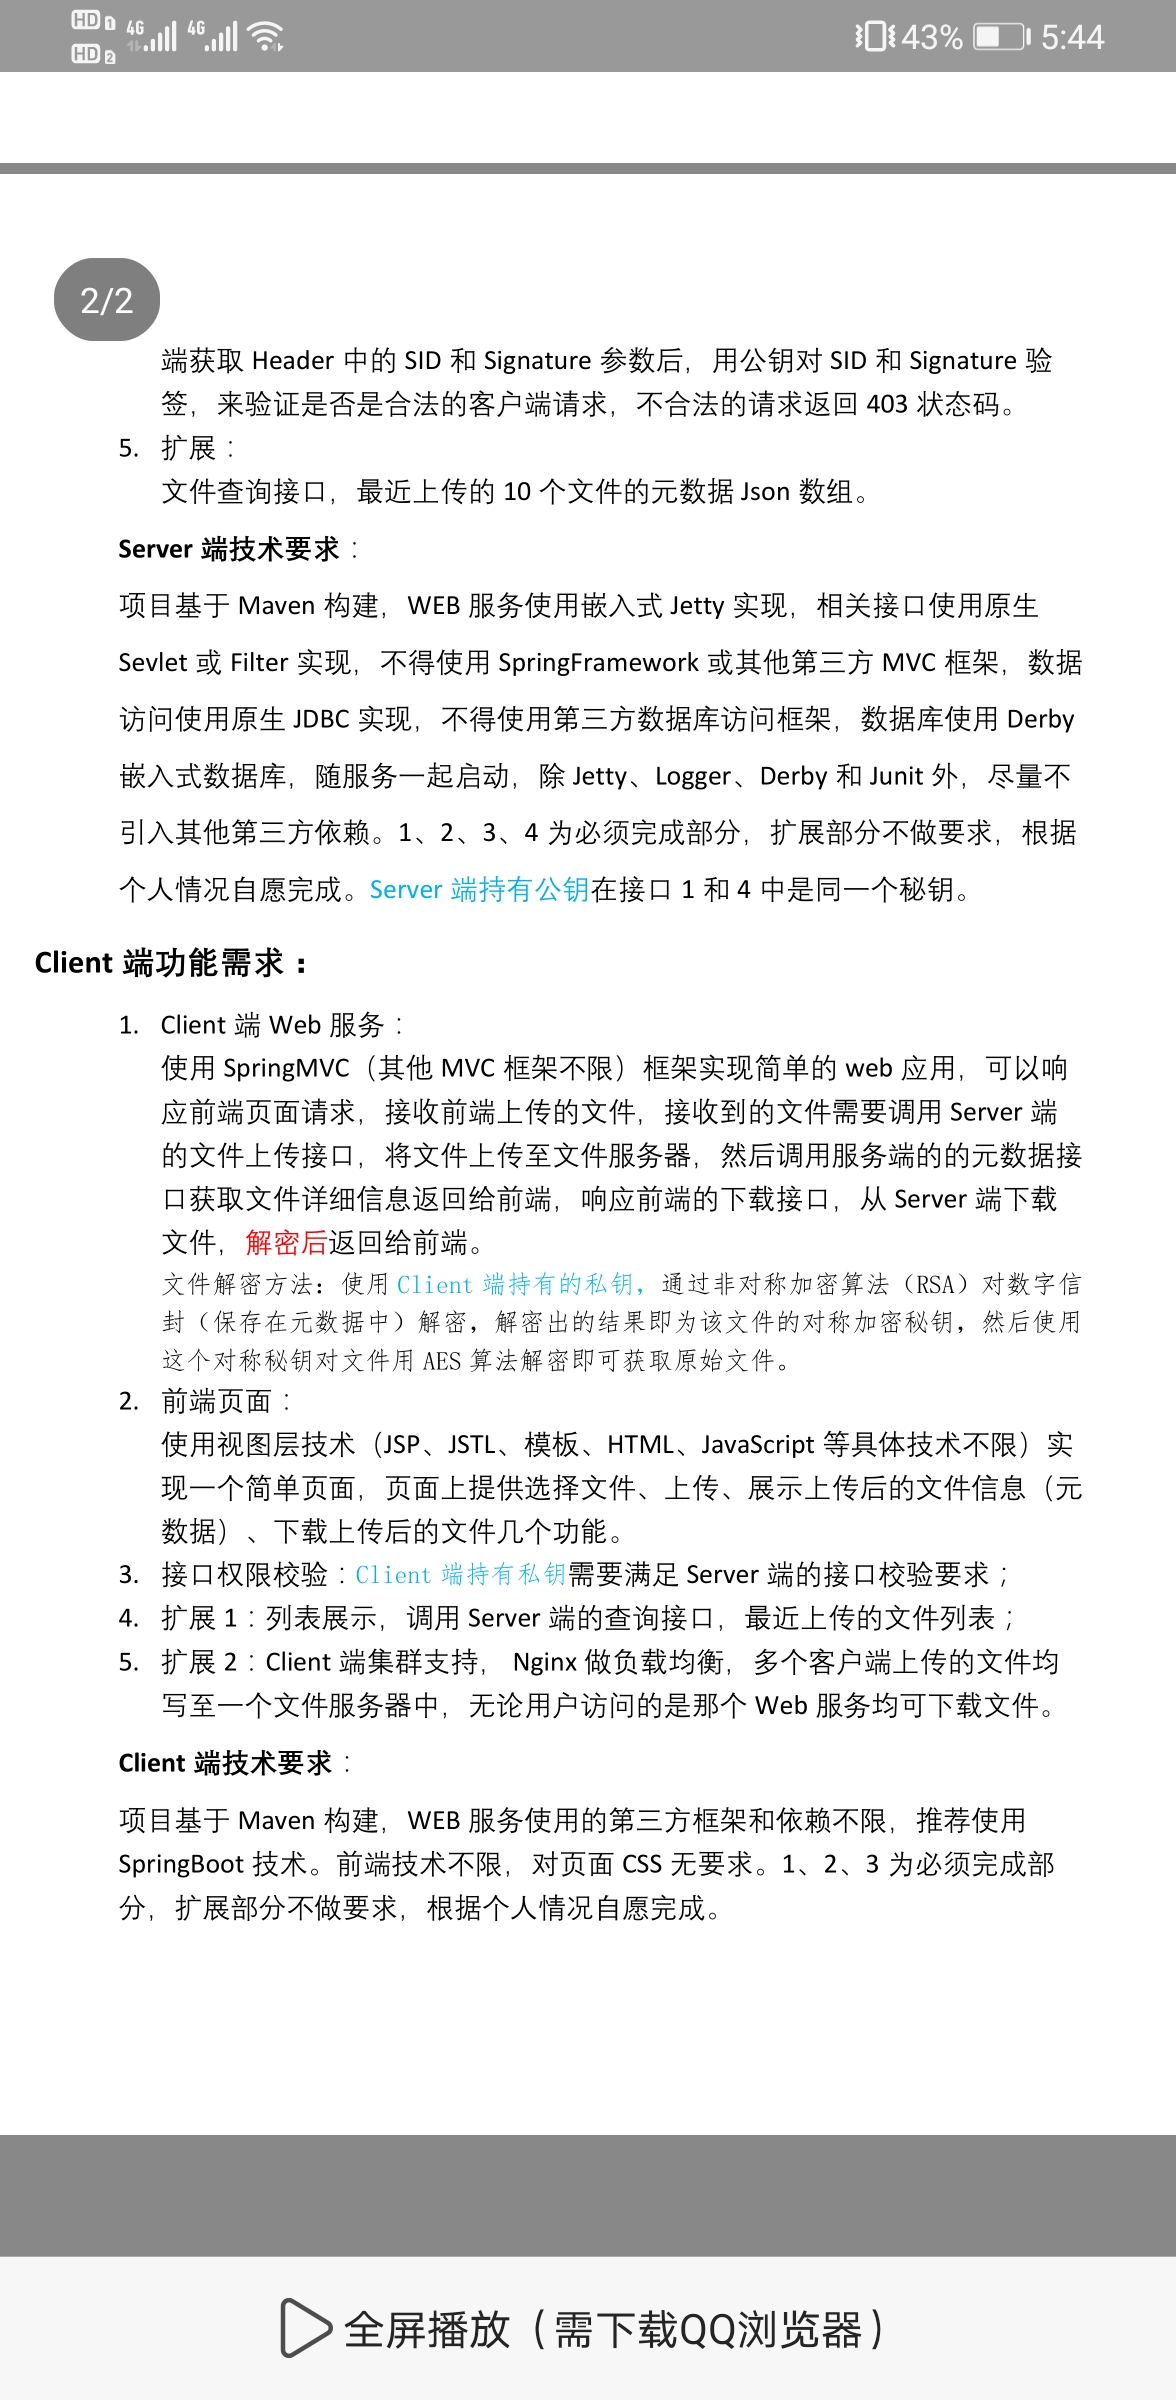 HD 1 4G 4G 43% 5:44
HD 2
2/2
端获取 Header 中的 SID 和 Signature 参数后，用公钥对 SID 和 Signature 验
签，来验证是否是合法的客户端请求，不合法的请求返回 403 状态码。
5. 扩展：
文件查询接口，最近上传的 10 个文件的元数据 Json 数组。
Server 端技术要求：
项目基于 Maven 构建，WEB 服务使用嵌入式 Jetty 实现，相关接口使用原生
Sevlet 或 Filter 实现，不得使用 SpringFramework 或其他第三方 MVC 框架，数据
访问使用原生 JDBC 实现，不得使用第三方数据库访问框架，数据库使用 Derby
嵌入式数据库，随服务一起启动，除 Jetty、Logger、Derby 和 Junit 外，尽量不
引入其他第三方依赖。1、2、3、4 为必须完成部分，扩展部分不做要求，根据
个人情况自愿完成。Server 端持有公钥在接口 1 和 4 中是同一个秘钥。
Client 端功能需求：
1. Client 端 Web 服务：
使用 SpringMVC（其他 MVC 框架不限）框架实现简单的 web 应用，可以响
应前端页面请求，接收前端上传的文件，接收到的文件需要调用 Server 端
的文件上传接口，将文件上传至文件服务器，然后调用服务端的的元数据接
口获取文件详细信息返回给前端，响应前端的下载接口，从 Server 端下载
文件，解密后返回给前端。
文件解密方法：使用 Client 端持有的私钥，通过非对称加密算法（RSA）对数字信
封（保存在元数据中）解密，解密出的结果即为该文件的对称加密秘钥，然后使用
这个对称秘钥对文件用 AES 算法解密即可获取原始文件。
2. 前端页面：
使用视图层技术（JSP、JSTL、模板、HTML、JavaScript 等具体技术不限）实
现一个简单页面，页面上提供选择文件、上传、展示上传后的文件信息（元
数据）、下载上传后的文件几个功能。
3. 接口权限校验：Client 端持有私钥需要满足 Server 端的接口校验要求；
4. 扩展 1：列表展示，调用 Server 端的查询接口，最近上传的文件列表；
5. 扩展 2：Client 端集群支持， Nginx 做负载均衡，多个客户端上传的文件均
写至一个文件服务器中，无论用户访问的是那个 Web 服务均可下载文件。
Client 端技术要求：
项目基于 Maven 构建，WEB 服务使用的第三方框架和依赖不限，推荐使用
SpringBoot 技术。前端技术不限，对页面 CSS 无要求。1、2、3 为必须完成部
分，扩展部分不做要求，根据个人情况自愿完成。
全屏播放（需下载QQ浏览器）